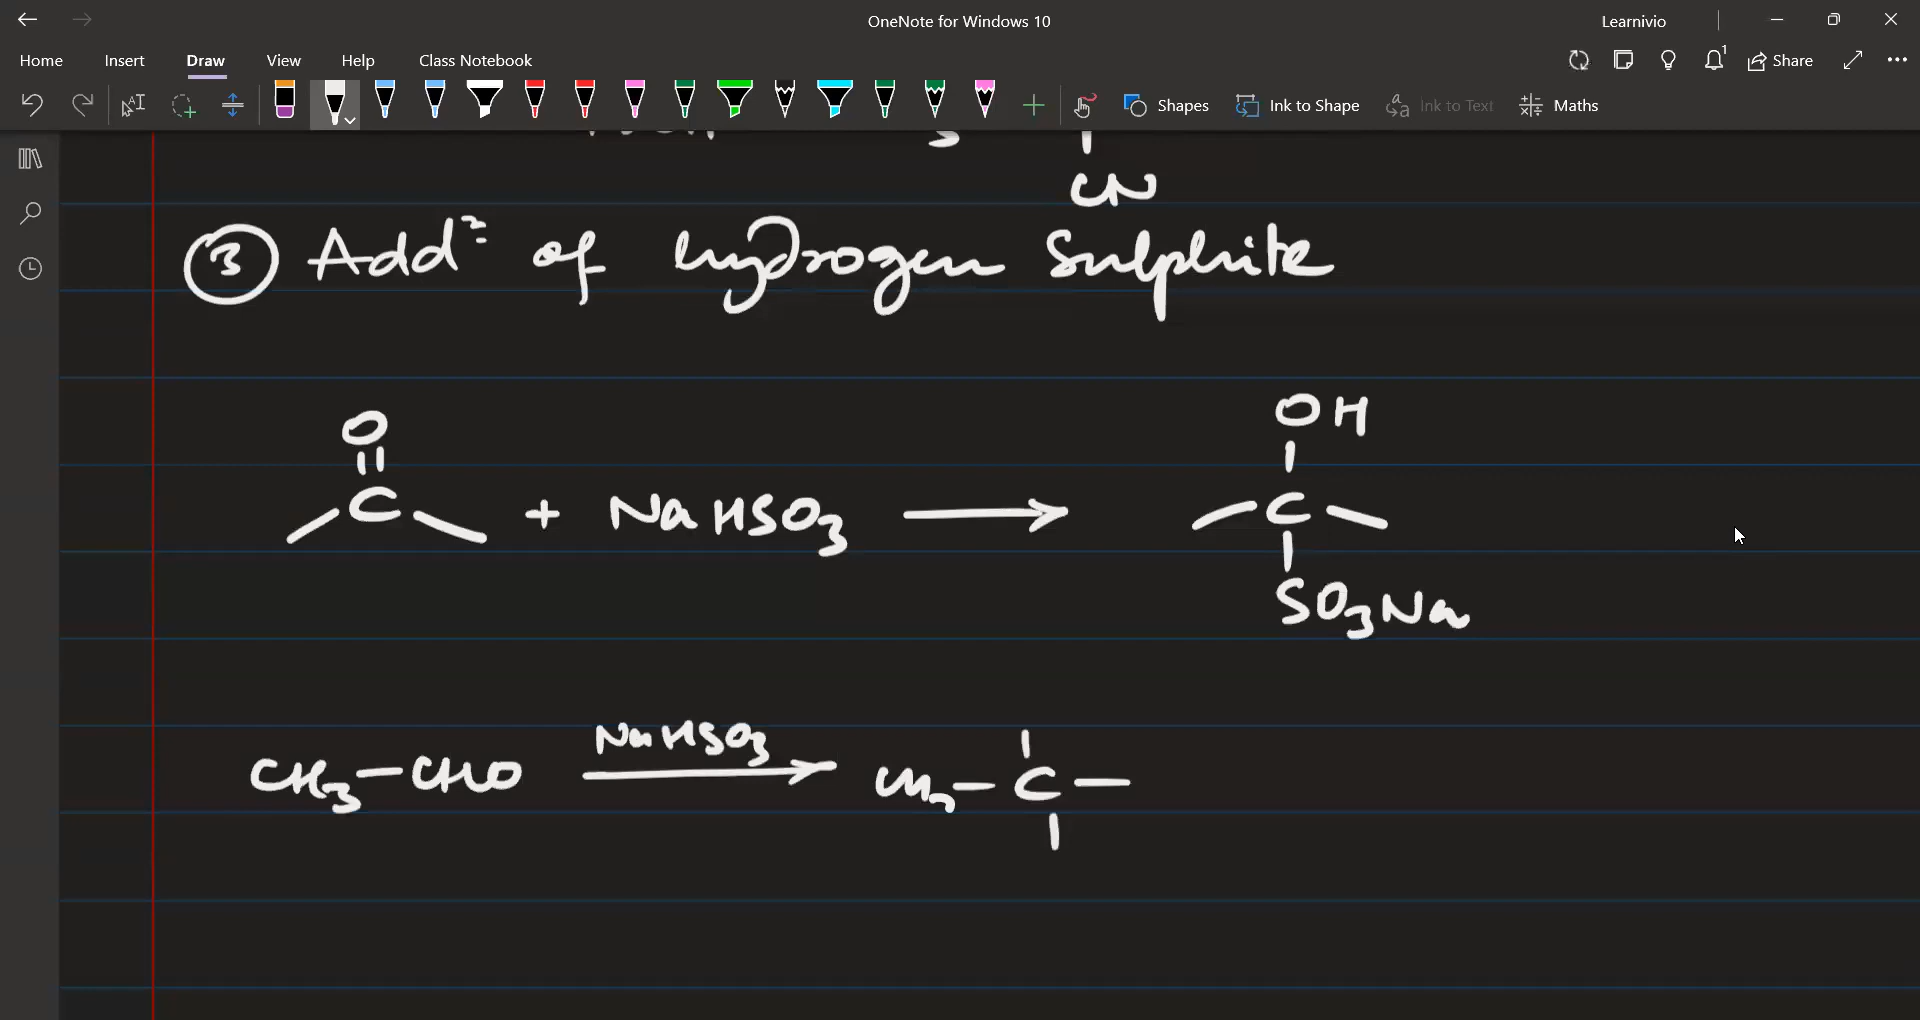 OneNote for Windows 10
Learnivio
Home Insert Draw View Help Class Notebook
1
Share
Shapes Ink to Shape Ink to Text Maths
CN
3 Addⁿ of hydrogen Sulphite
O OH
C + NaHSO3 → C
SO3Na
NaHSO3
CH3-CHO → CH3-C-